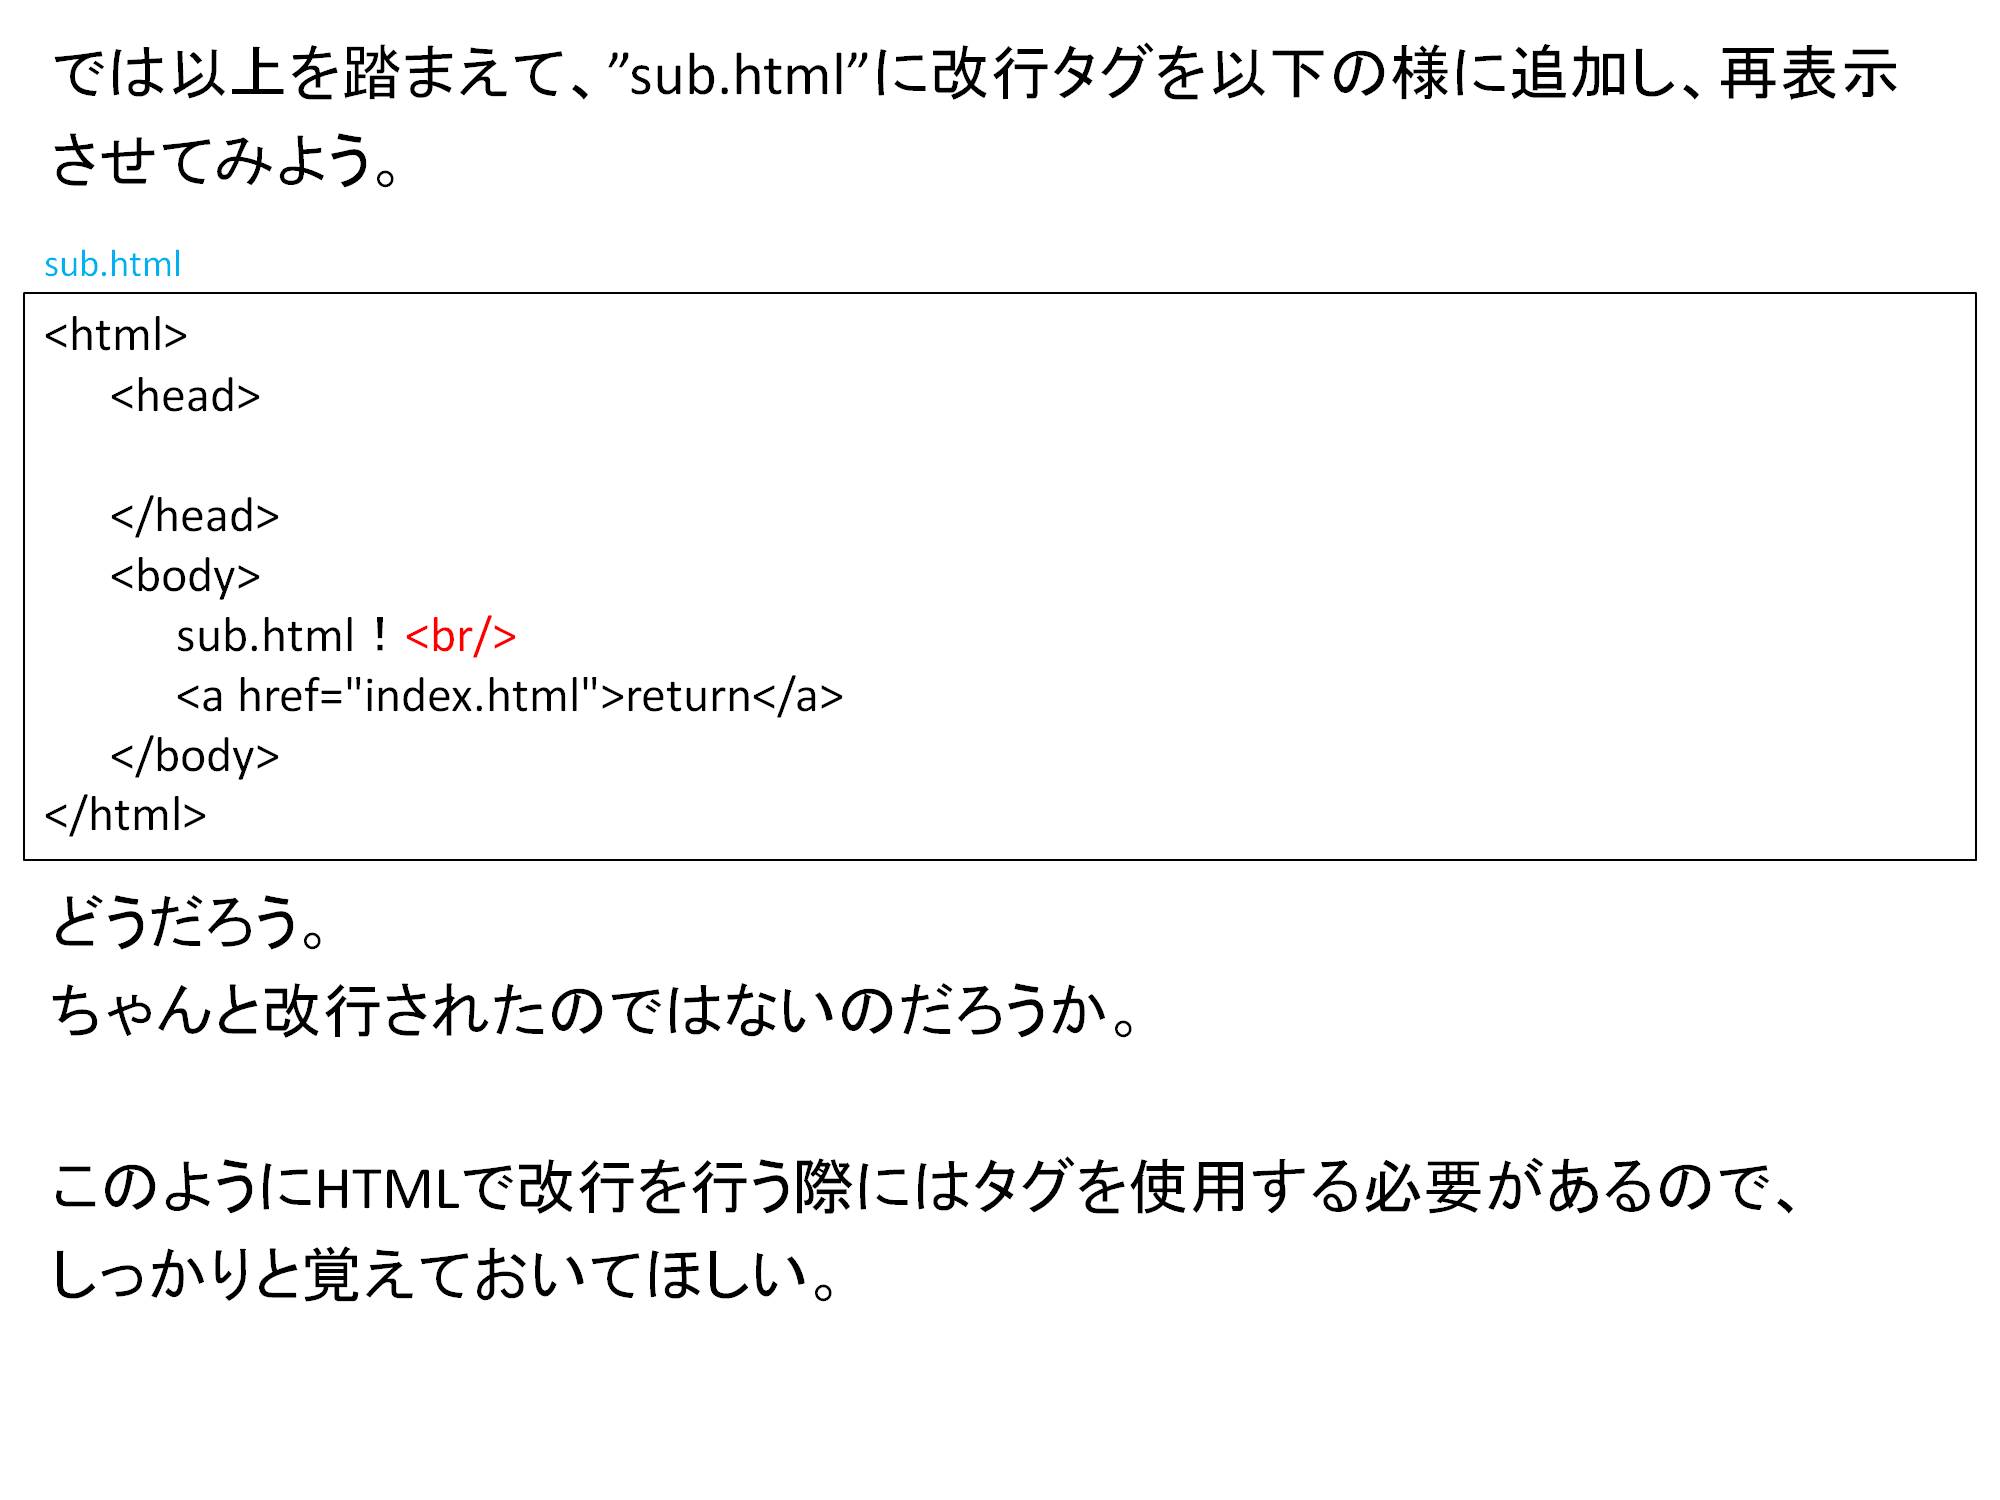 では以上を踏まえて、”sub.html”に改行タグを以下の様に追加し、再表示
させてみよう。
sub.html
<html>
<head>
</head>
<body>
sub.html！<br/>
<a href="index.html">return</a>
</body>
</html>
どうだろう。
ちゃんと改行されたのではないのだろうか。
このようにHTMLで改行を行う際にはタグを使用する必要があるので、
しっかりと覚えておいてほしい。